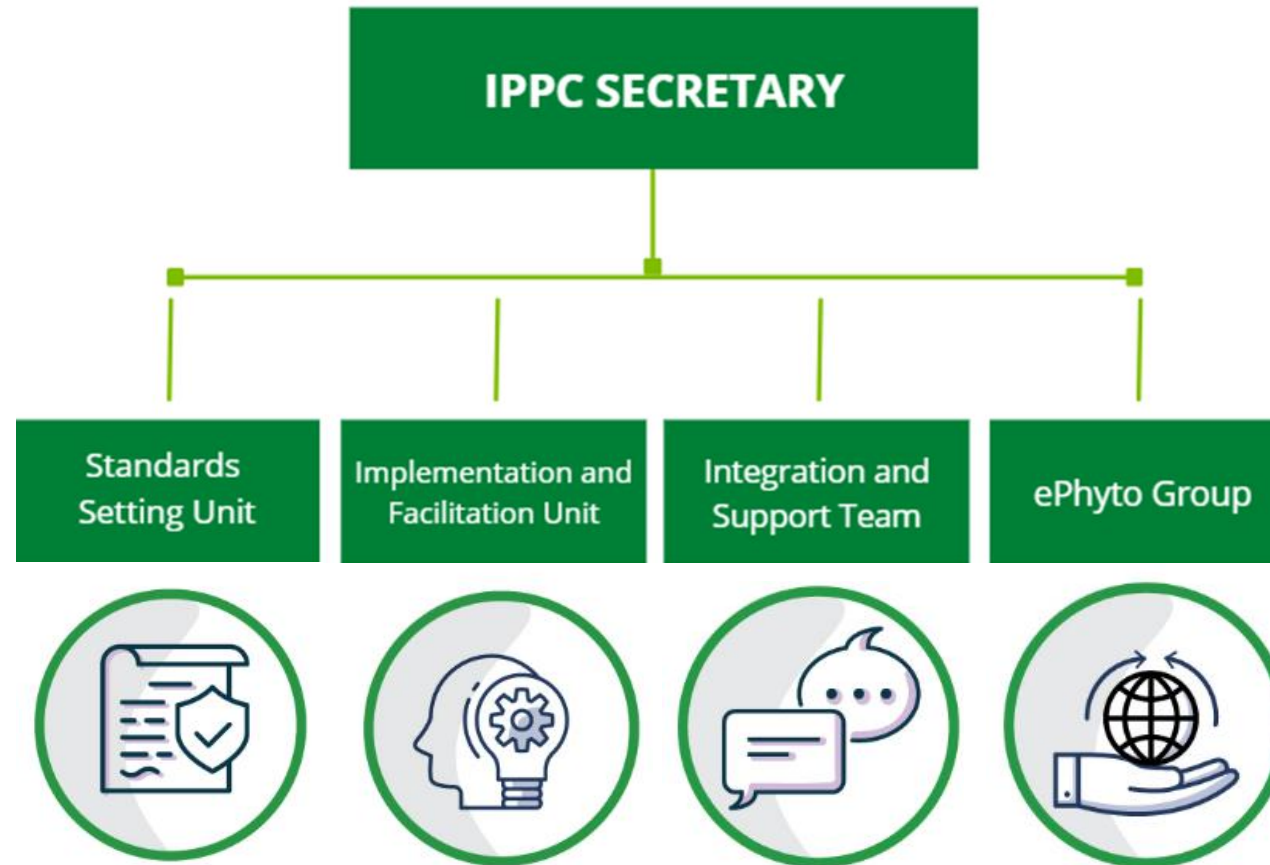 IPPC SECRETARY
Standards
Setting Unit
Implementation and
Facilitation Unit
Integration and
Support Team
ePhyto Group